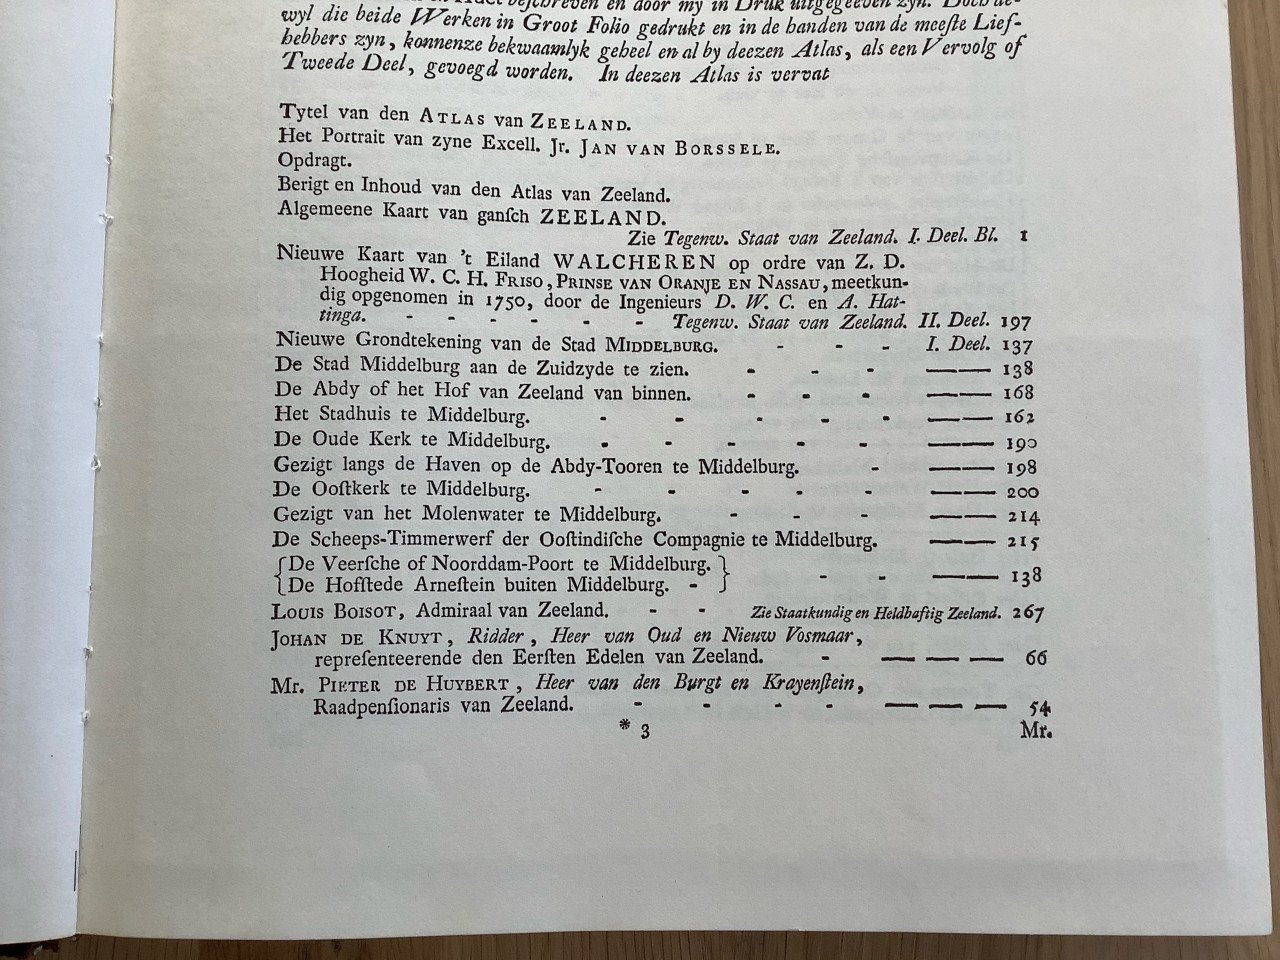 beſchreven en door my in Druk uitgegeeven zyn. Doch de-
wyl die beide Werken in Groot Folio gedrukt en in de handen van de meeſte Lief-
hebbers zyn, konnenze bekwaamlyk geheel en al by deezen Atlas, als een Vervolg of
Tweede Deel, gevoegd worden. In deezen Atlas is vervat
Tytel van den ATLAS van ZEELAND.
Het Portrait van zyne Excell. Jr. JAN VAN BORSSELE.
Opdragt.
Berigt en Inhoud van den Atlas van Zeeland.
Algemeene Kaart van ganſch ZEELAND.
Zie Tegenw. Staat van Zeeland. I. Deel. Bl. 1
Nieuwe Kaart van 't Eiland WALCHEREN op ordre van Z. D.
Hoogheid W. C. H. FRISO, PRINSE VAN ORANJE EN NASSAU, meetkun-
dig opgenomen in 1750, door de Ingenieurs D. W. C. en A. Hat-
tinga. - - - - - - Tegenw. Staat van Zeeland. II. Deel. 197
Nieuwe Grondtekening van de Stad MIDDELBURG. - - - I. Deel. 137
De Stad Middelburg aan de Zuidzyde te zien. - - - —— 138
De Abdy of het Hof van Zeeland van binnen. - - - —— 168
Het Stadhuis te Middelburg. - - - - - —— 162
De Oude Kerk te Middelburg. - - - - - —— 190
Gezigt langs de Haven op de Abdy-Tooren te Middelburg. - —— 198
De Ooſtkerk te Middelburg. - - - - - —— 200
Gezigt van het Molenwater te Middelburg. - - - —— 214
De Scheeps-Timmerwerf der Ooſtindiſche Compagnie te Middelburg. —— 215
{De Veerſche of Noorddam-Poort te Middelburg.}
{De Hofſtede Arneſtein buiten Middelburg. -} - - —— 138
LOUIS BOISOT, Admiraal van Zeeland. - - Zie Staatkundig en Heldhaftig Zeeland. 267
JOHAN DE KNUYT, Ridder, Heer van Oud en Nieuw Vosmaar,
repreſenteerende den Eerſten Edelen van Zeeland. - — — — 66
Mr. PIETER DE HUYBERT, Heer van den Burgt en Krayenſtein,
Raadpenſionaris van Zeeland. - - - - — — — 54
* 3 Mr.